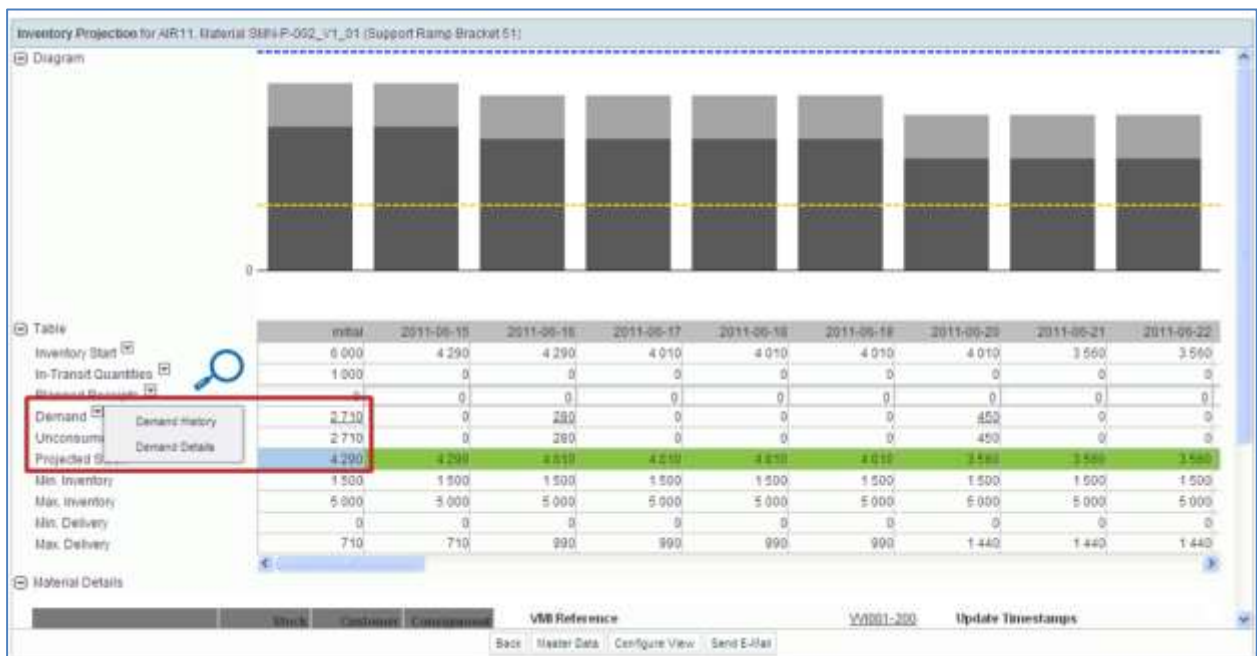 Inventory Projection for AIR11, Material SMN-P-002_V1_01 (Support Ramp Bracket 51)
Diagram
0
Table initial 2011-06-15 2011-06-16 2011-06-17 2011-06-18 2011-06-19 2011-06-20 2011-06-21 2011-06-22
Inventory Start 6 000 4 290 4 290 4 010 4 010 4 010 4 010 3 560 3 560
In-Transit Quantities 1 000 0 0 0 0 0 0 0 0
Planned Receipts 0 0 0 0 0 0 0 0 0
Demand Demand History 2 710 0 280 0 0 0 450 0 0
Demand Details 2 710 0 280 0 0 0 450 0 0
Projected 4 290 4 290 4 010 4 010 4 010 4 010 3 560 3 560 3 560
Min. Inventory 1 500 1 500 1 500 1 500 1 500 1 500 1 500 1 500 1 500
Max. Inventory 5 000 5 000 5 000 5 000 5 000 5 000 5 000 5 000 5 000
Min. Delivery 0 0 0 0 0 0 0 0 0
Max. Delivery 710 710 990 990 990 990 1 440 1 440 1 440
Material Details
Stock Customer Consignment VMI Reference VVI001-200 Update Timestamps
Back Master Data Configure View Send E-Mail